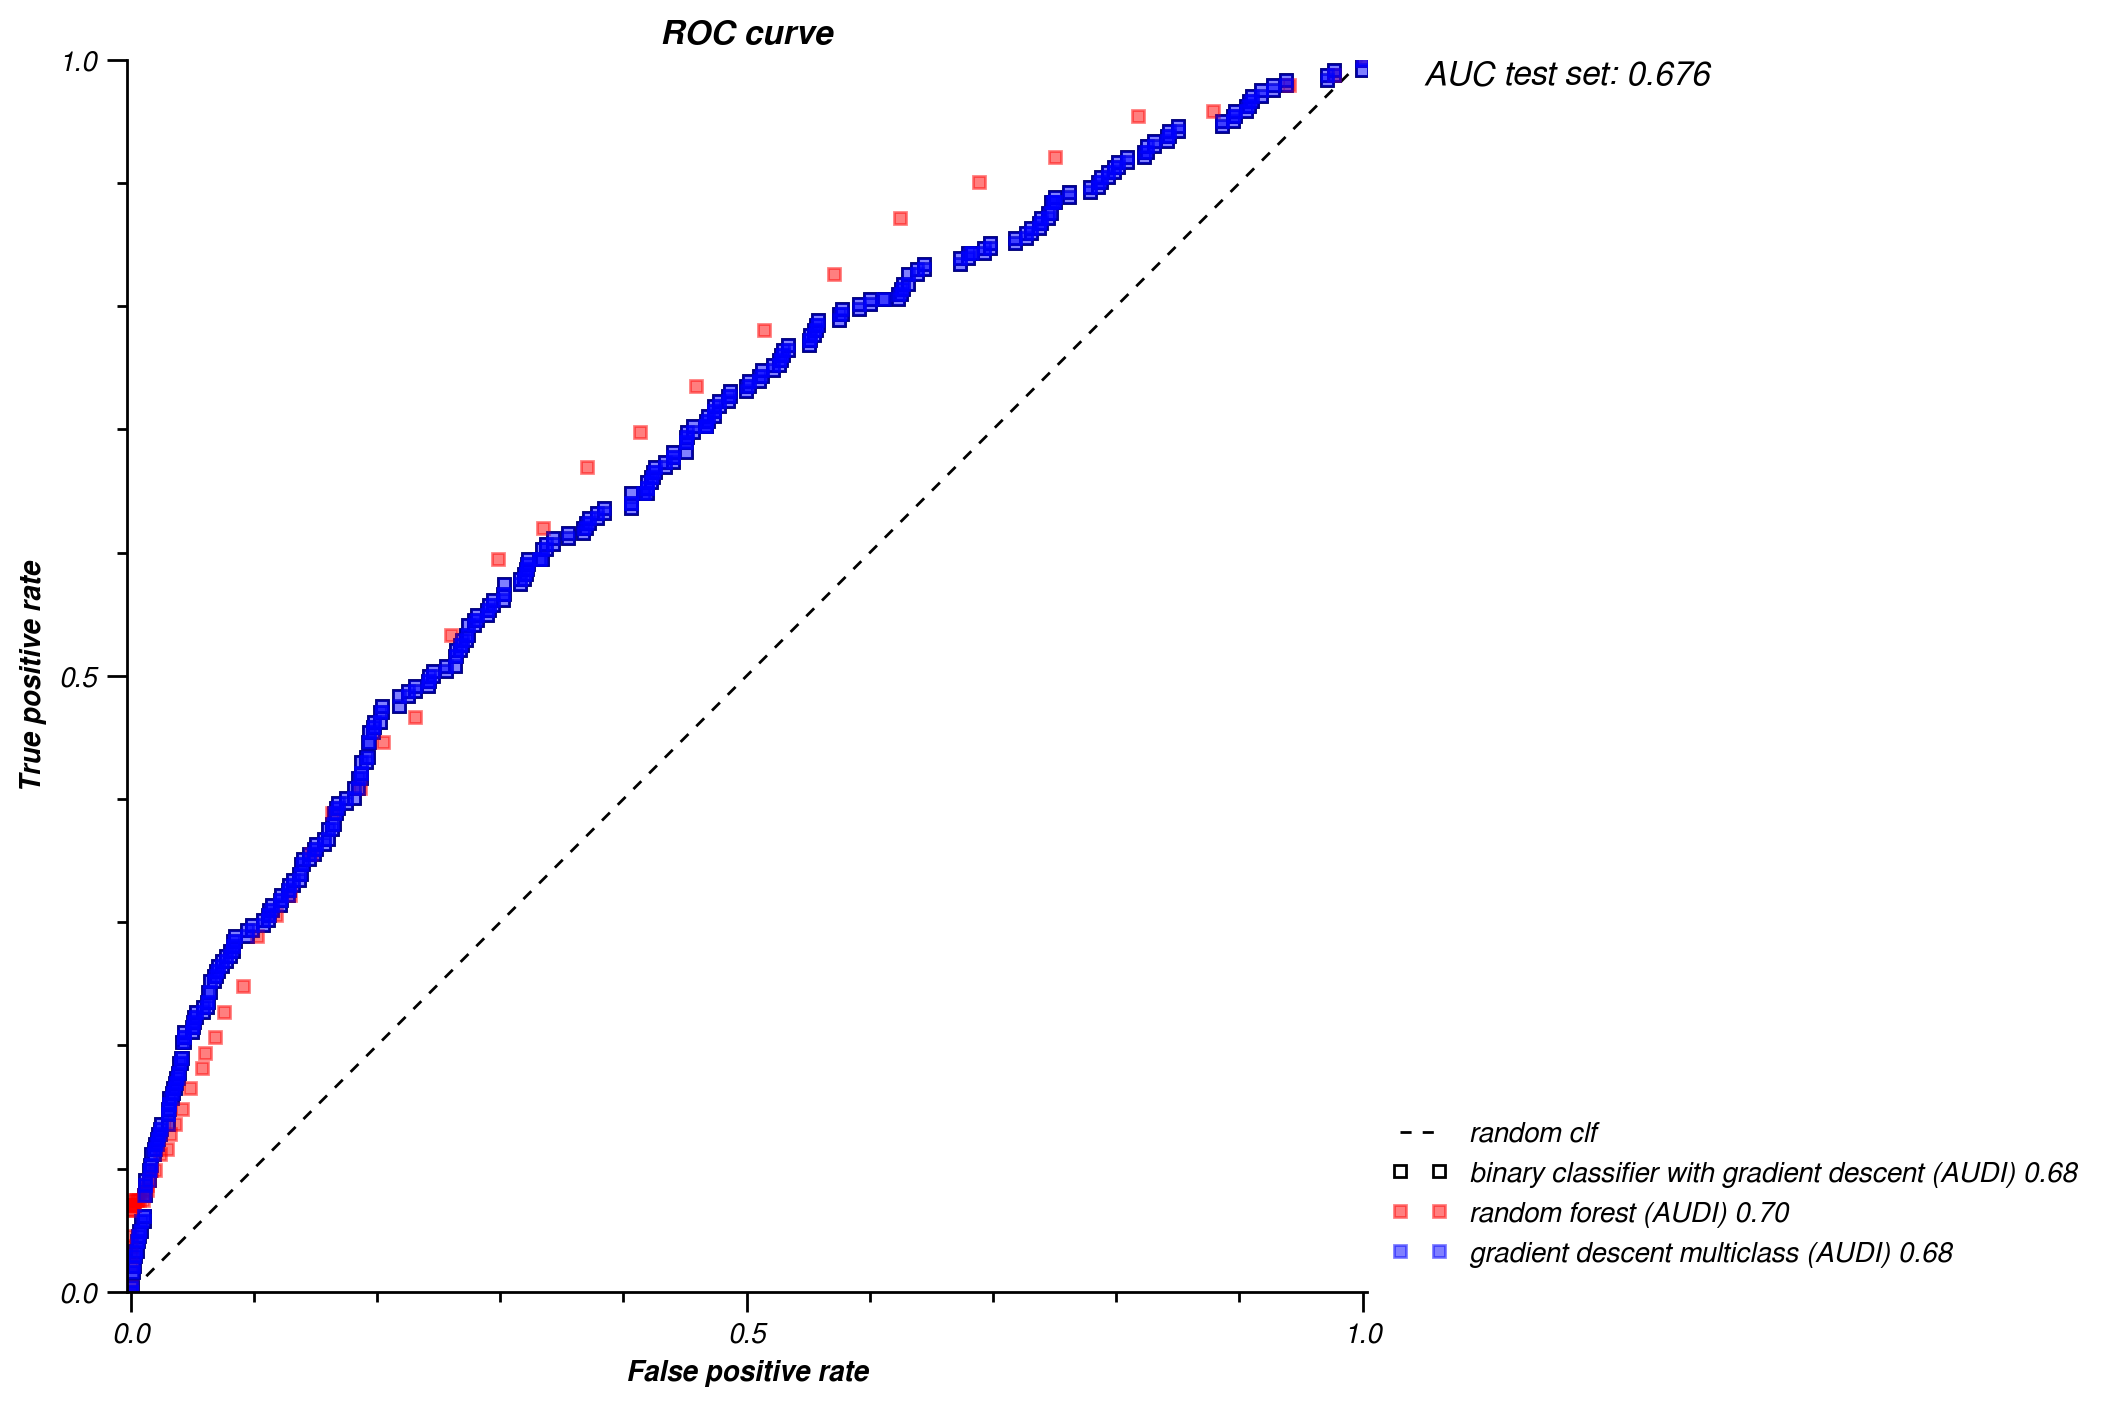 ROC curve
AUC test set: 0.676
1.0
0.5
0.0
True positive rate
0.0
0.5
1.0
False positive rate
random clf
binary classifier with gradient descent (AUDI) 0.68
random forest (AUDI) 0.70
gradient descent multiclass (AUDI) 0.68